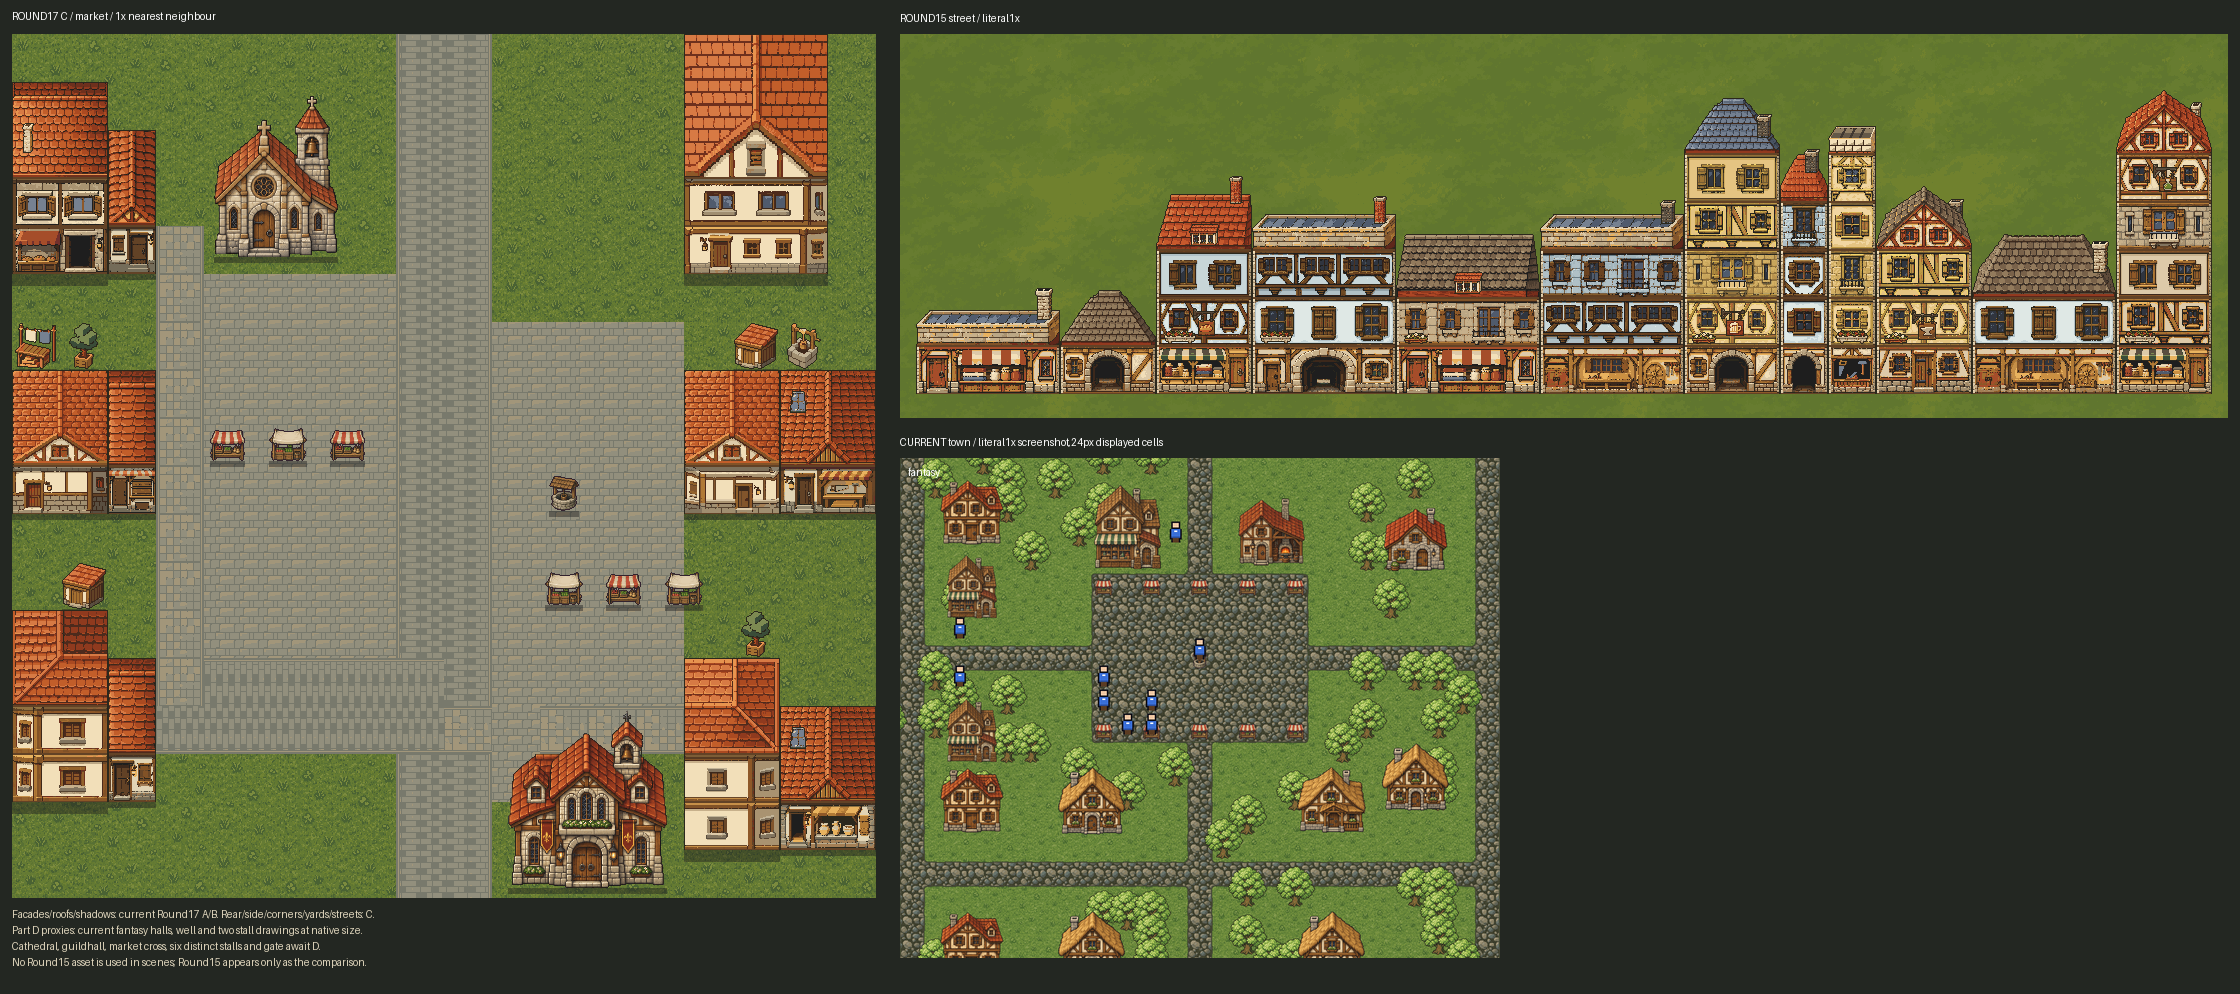 ROUND17 C / market / 1x nearest neighbour
ROUND15 street / literal1x
CURRENT town / literal1x screenshot,24px displayed cells
fantasy
Facades/roofs/shadows: current Round17 A/B. Rear/side/corners/yards/streets: C.
Part D proxies: current fantasy halls, well and two stall drawings at native size.
Cathedral, guildhall, market cross, six distinct stalls and gate await D.
No Round15 asset is used in scenes; Round15 appears only as the comparison.